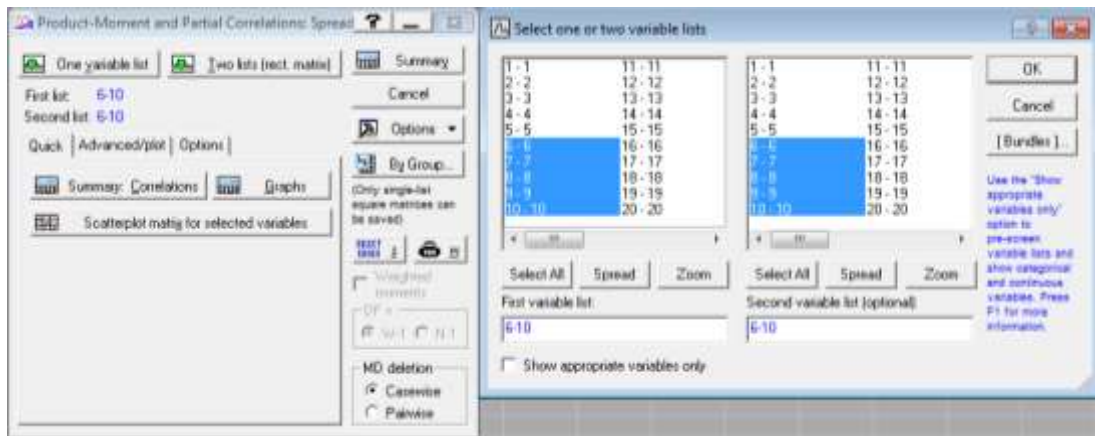 Product-Moment and Partial Correlations: Spread
One variable list
Two lists (rect. matrix)
Summary
First list: 6-10
Second list: 6-10
Cancel
Options
Quick
Advanced/plot
Options
By Group...
Summary: Correlations
Graphs
Scatterplot matrix for selected variables
(Only single-list
square matrices can
be saved)
SELECT
CASES
S
W
Weighted
moments
DF =
W-1
N-1
MD deletion
Casewise
Pairwise
Select one or two variable lists
1 - 1 11 - 11
2 - 2 12 - 12
3 - 3 13 - 13
4 - 4 14 - 14
5 - 5 15 - 15
6 - 6 16 - 16
7 - 7 17 - 17
8 - 8 18 - 18
9 - 9 19 - 19
10 - 10 20 - 20
Select All
Spread
Zoom
First variable list:
6-10
Show appropriate variables only
1 - 1 11 - 11
2 - 2 12 - 12
3 - 3 13 - 13
4 - 4 14 - 14
5 - 5 15 - 15
6 - 6 16 - 16
7 - 7 17 - 17
8 - 8 18 - 18
9 - 9 19 - 19
10 - 10 20 - 20
Select All
Spread
Zoom
Second variable list (optional):
6-10
OK
Cancel
[Bundles]...
Use the "Show
appropriate
variables only"
option to
pre-screen
variable lists and
show categorical
and continuous
variables. Press
F1 for more
information.